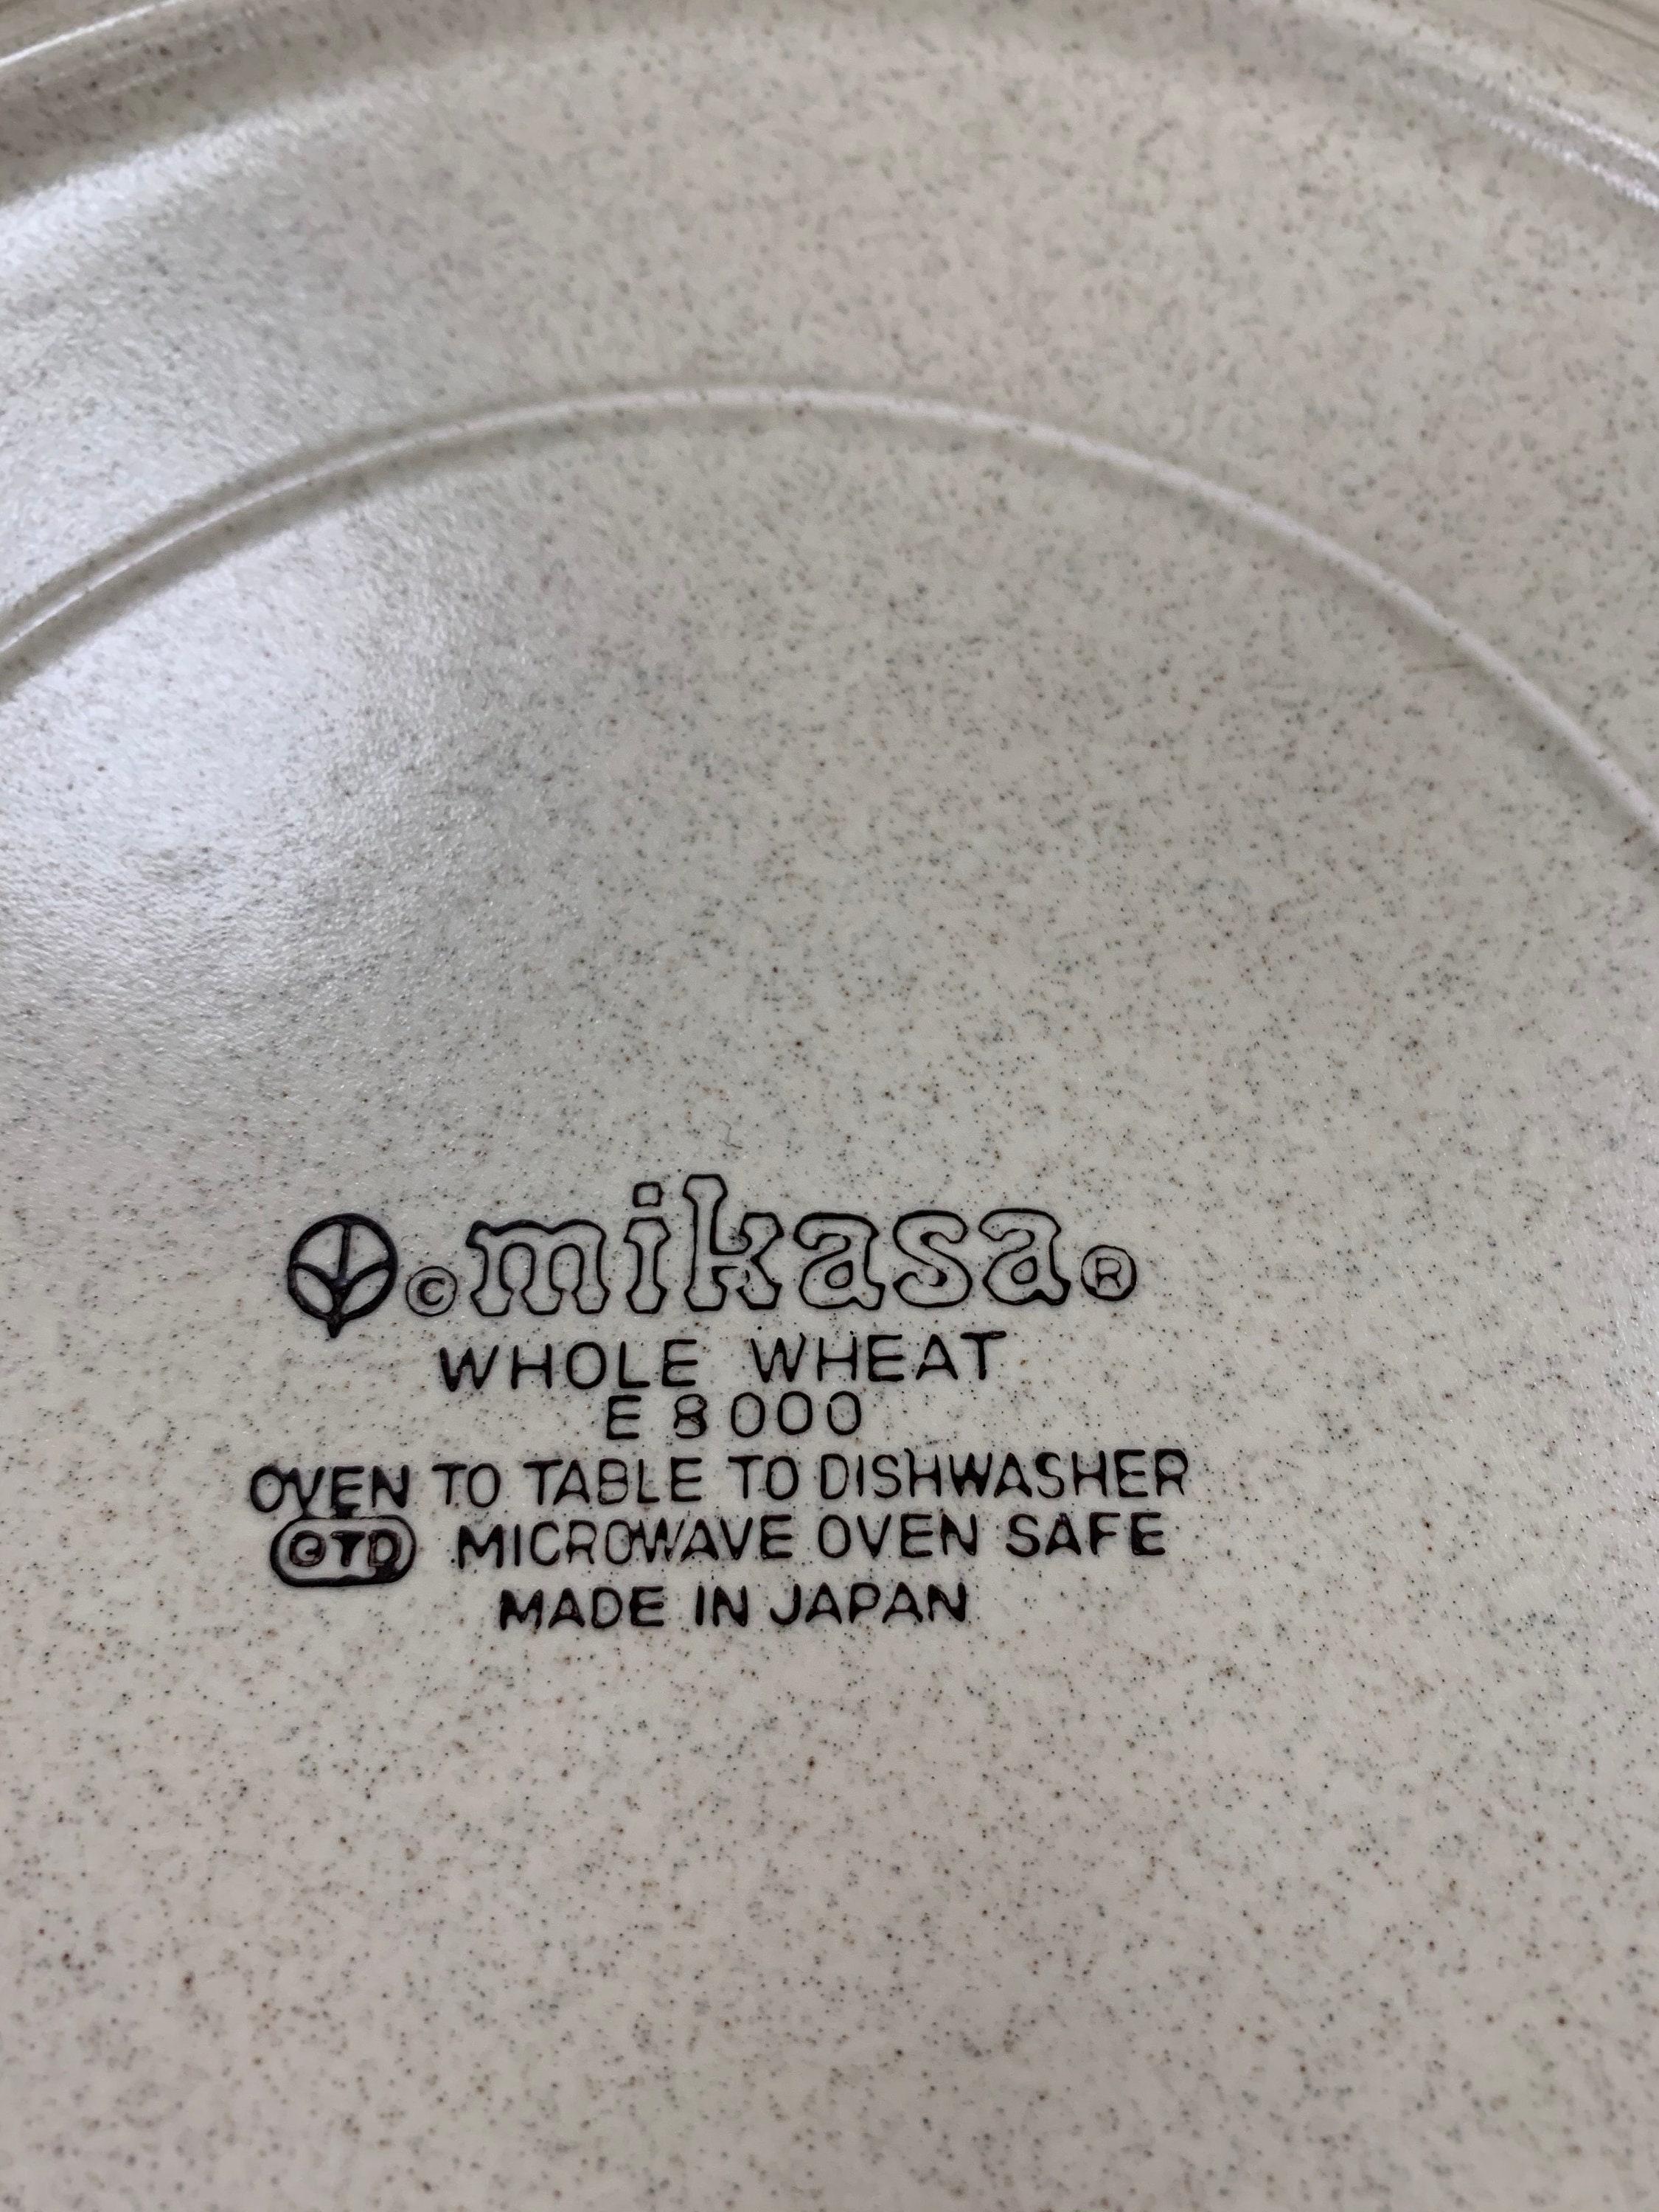 © mikasa ®
WHOLE WHEAT
E 8000
OVEN TO TABLE TO DISHWASHER
OTD MICROWAVE OVEN SAFE
MADE IN JAPAN